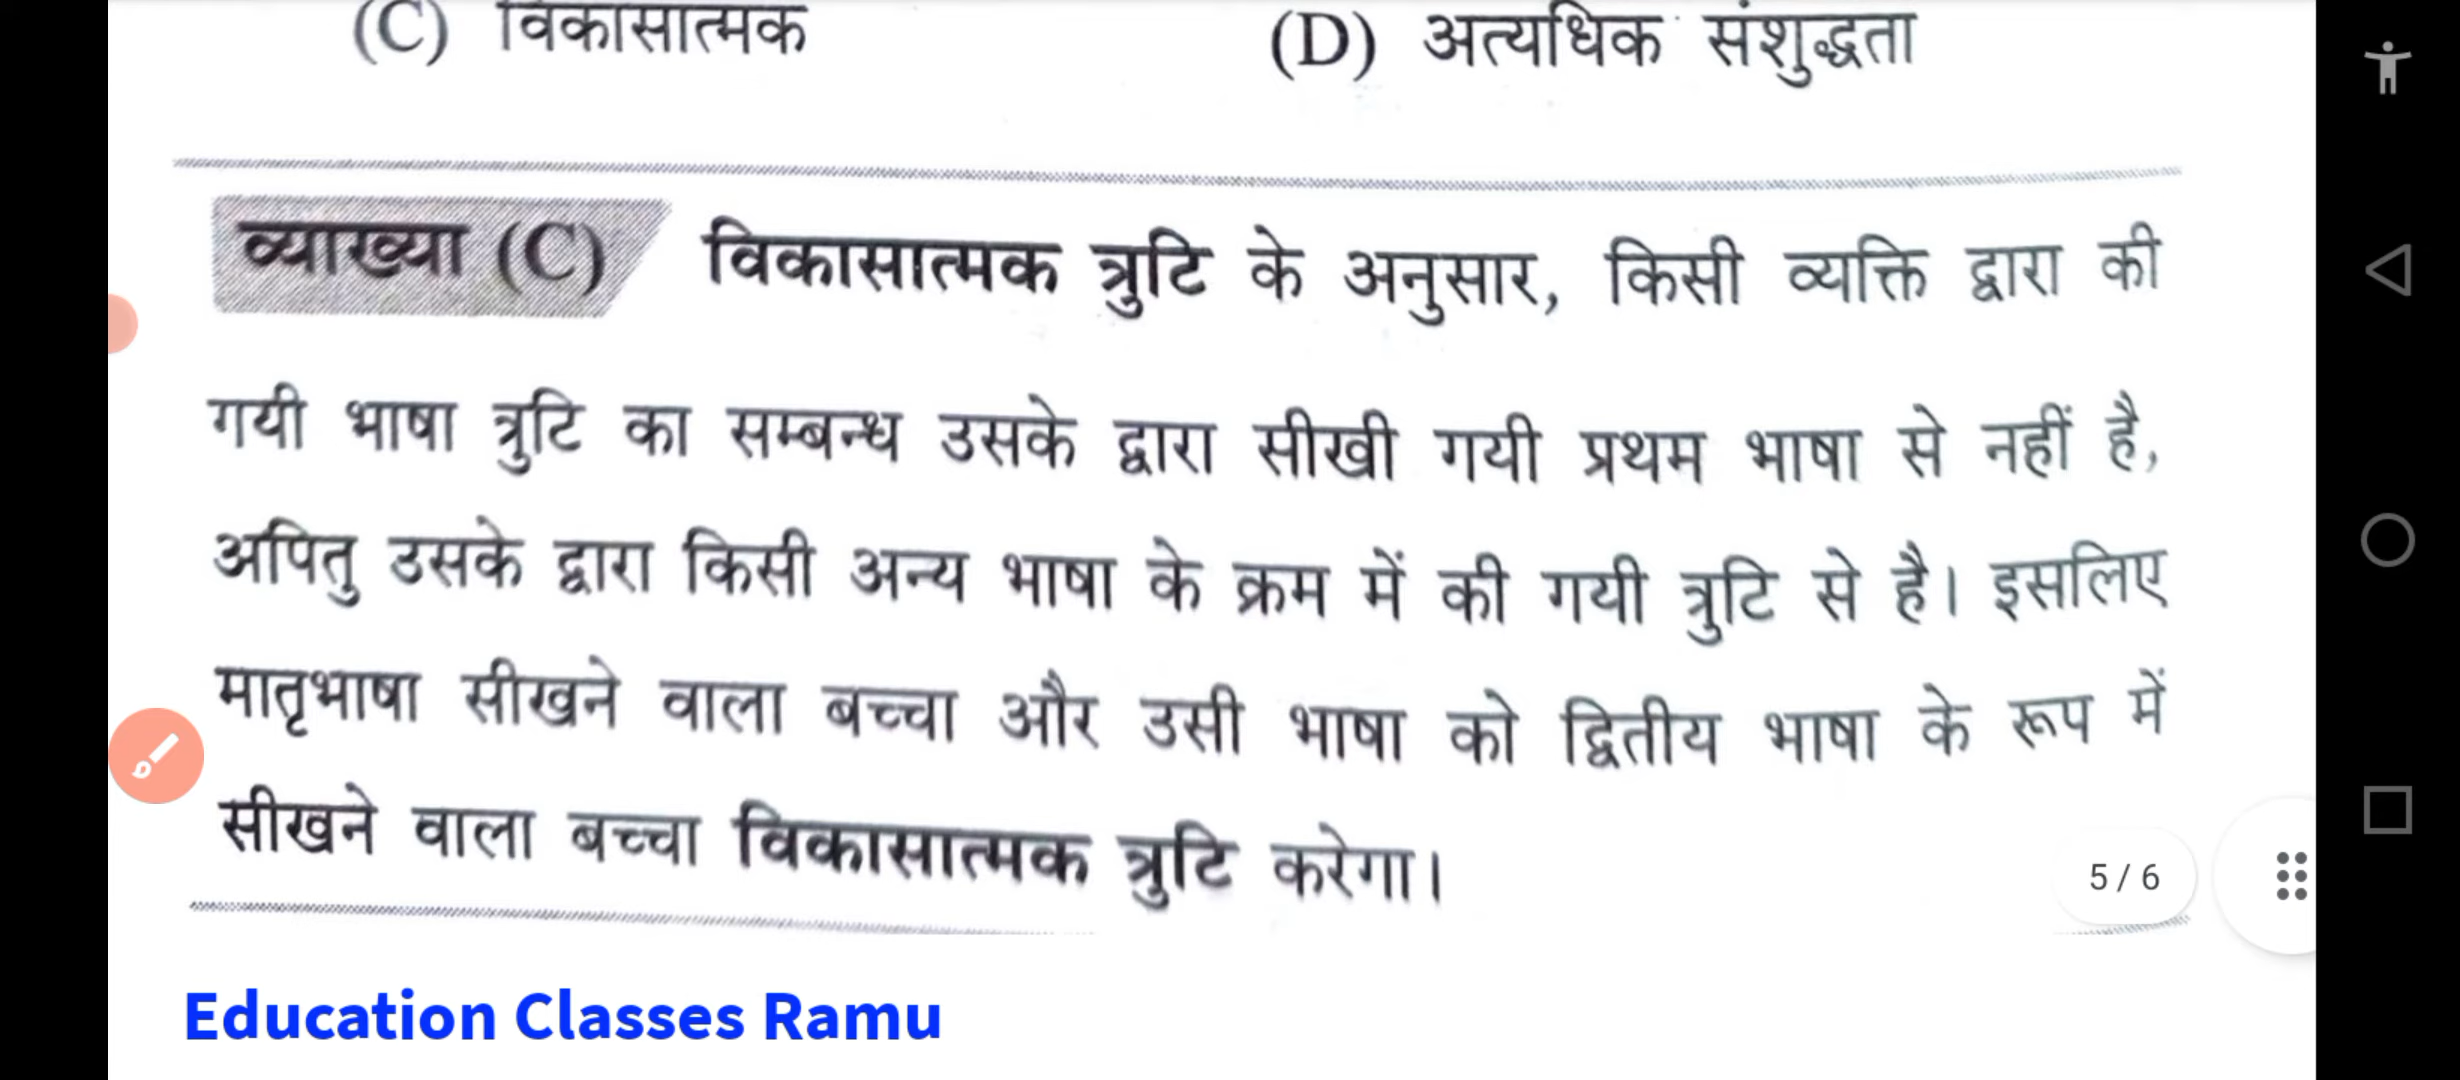 (C) विकासात्मक (D) अत्यधिक संशुद्धता
व्याख्या (C) विकासात्मक त्रुटि के अनुसार, किसी व्यक्ति द्वारा की
गयी भाषा त्रुटि का सम्बन्ध उसके द्वारा सीखी गयी प्रथम भाषा से नहीं है,
अपितु उसके द्वारा किसी अन्य भाषा के क्रम में की गयी त्रुटि से है। इसलिए
मातृभाषा सीखने वाला बच्चा और उसी भाषा को द्वितीय भाषा के रूप में
सीखने वाला बच्चा विकासात्मक त्रुटि करेगा।
5 / 6
Education Classes Ramu